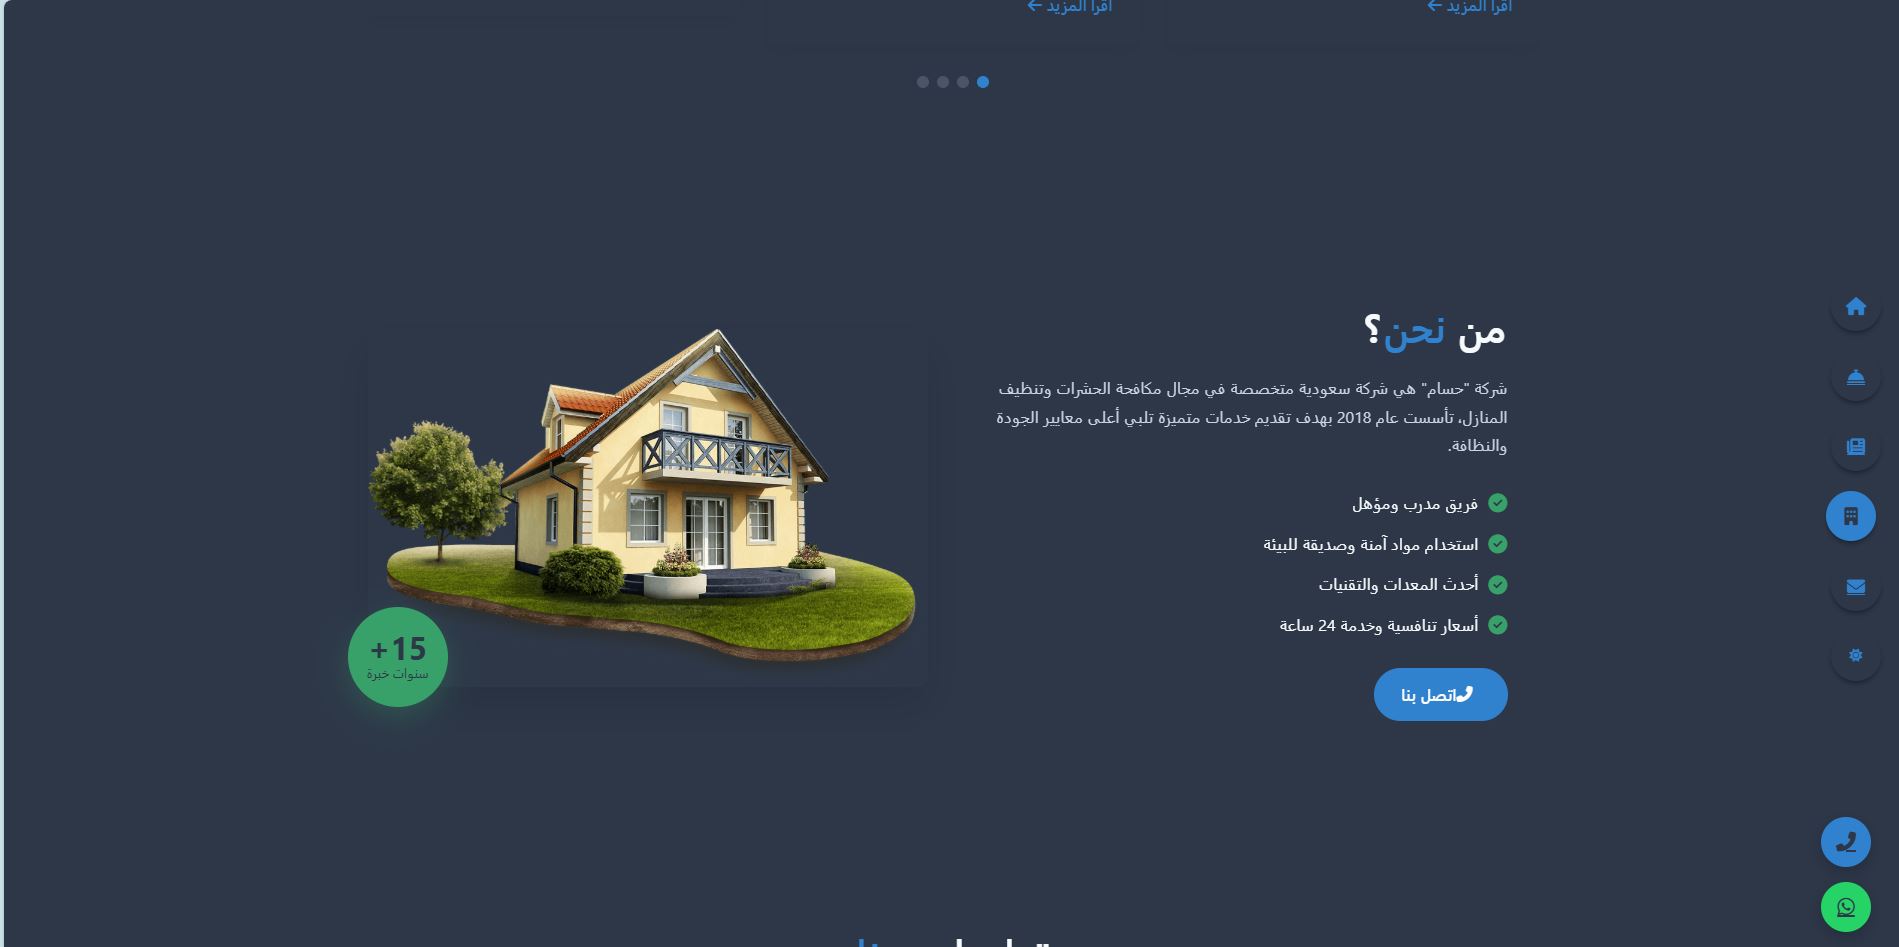 اقرأ المزيد
اقرأ المزيد
من نحن؟
شركة "حسام" هي شركة سعودية متخصصة في مجال مكافحة الحشرات وتنظيف
المنازل، تأسست عام 2018 بهدف تقديم خدمات متميزة تلبي أعلى معايير الجودة
والنظافة.
فريق مدرب ومؤهل
استخدام مواد آمنة وصديقة للبيئة
أحدث المعدات والتقنيات
أسعار تنافسية وخدمة 24 ساعة
اتصل بنا
+15
سنوات خبرة